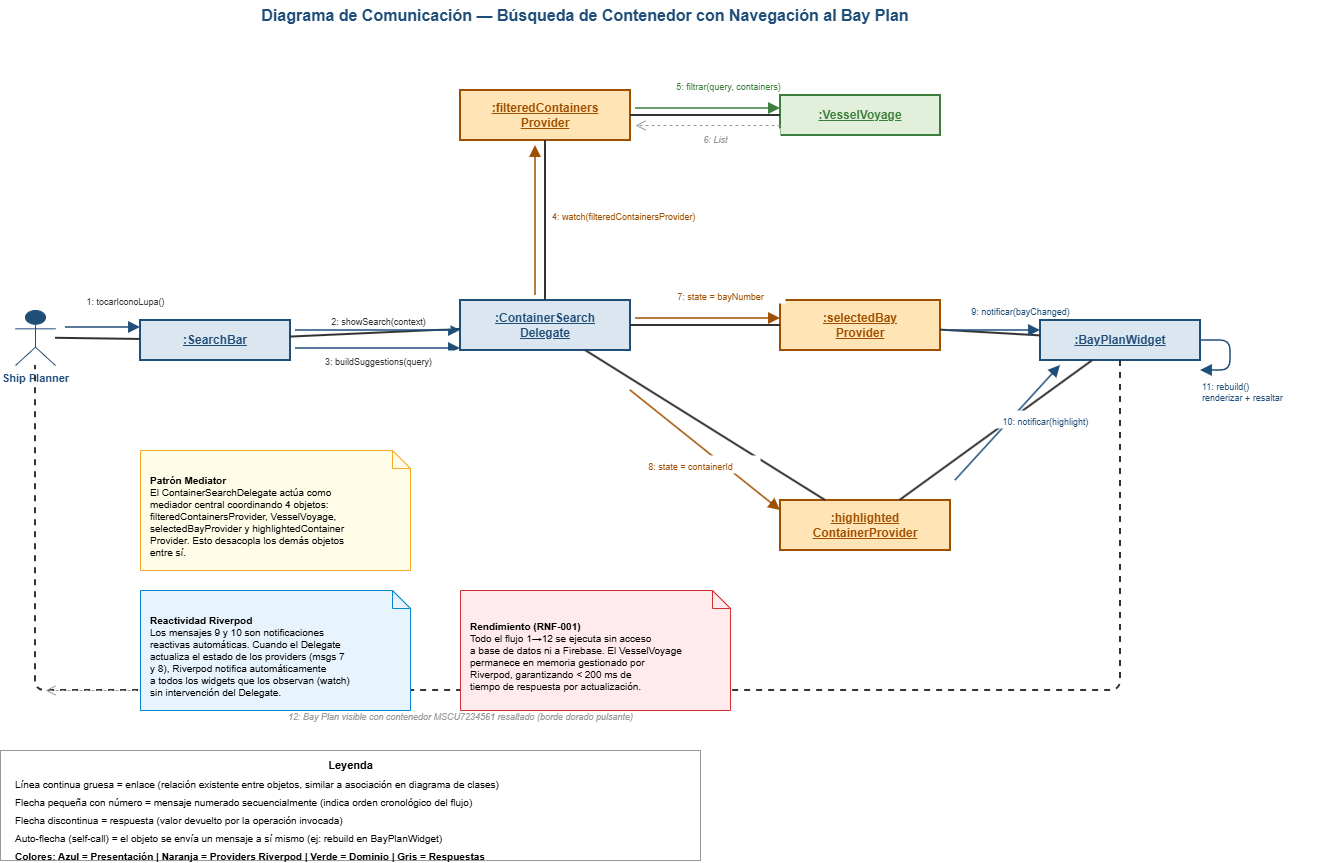 Diagrama de Comunicación — Búsqueda de Contenedor con Navegación al Bay Plan
:filteredContainers
Provider
5: filtrar(query, containers)
:VesselVoyage
6: List
4: watch(filteredContainersProvider)
1: tocarIconoLupa()
Ship Planner
:SearchBar
2: showSearch(context)
3: buildSuggestions(query)
:ContainerSearch
Delegate
7: state = bayNumber
:selectedBay
Provider
9: notificar(bayChanged)
:BayPlanWidget
11: rebuild()
renderizar + resaltar
10: notificar(highlight)
8: state = containerId
:highlighted
ContainerProvider
Patrón Mediator
El ContainerSearchDelegate actúa como
mediador central coordinando 4 objetos:
filteredContainersProvider, VesselVoyage,
selectedBayProvider y highlightedContainer
Provider. Esto desacopla los demás objetos
entre sí.
Reactividad Riverpod
Los mensajes 9 y 10 son notificaciones
reactivas automáticas. Cuando el Delegate
actualiza el estado de los providers (msgs 7
y 8), Riverpod notifica automáticamente
a todos los widgets que los observan (watch)
sin intervención del Delegate.
Rendimiento (RNF-001)
Todo el flujo 1→12 se ejecuta sin acceso
a base de datos ni a Firebase. El VesselVoyage
permanece en memoria gestionado por
Riverpod, garantizando < 200 ms de
tiempo de respuesta por actualización.
12: Bay Plan visible con contenedor MSCU7234561 resaltado (borde dorado pulsante)
Leyenda
Línea continua gruesa = enlace (relación existente entre objetos, similar a asociación en diagrama de clases)
Flecha pequeña con número = mensaje numerado secuencialmente (indica orden cronológico del flujo)
Flecha discontinua = respuesta (valor devuelto por la operación invocada)
Auto-flecha (self-call) = el objeto se envía un mensaje a sí mismo (ej: rebuild en BayPlanWidget)
Colores: Azul = Presentación | Naranja = Providers Riverpod | Verde = Dominio | Gris = Respuestas